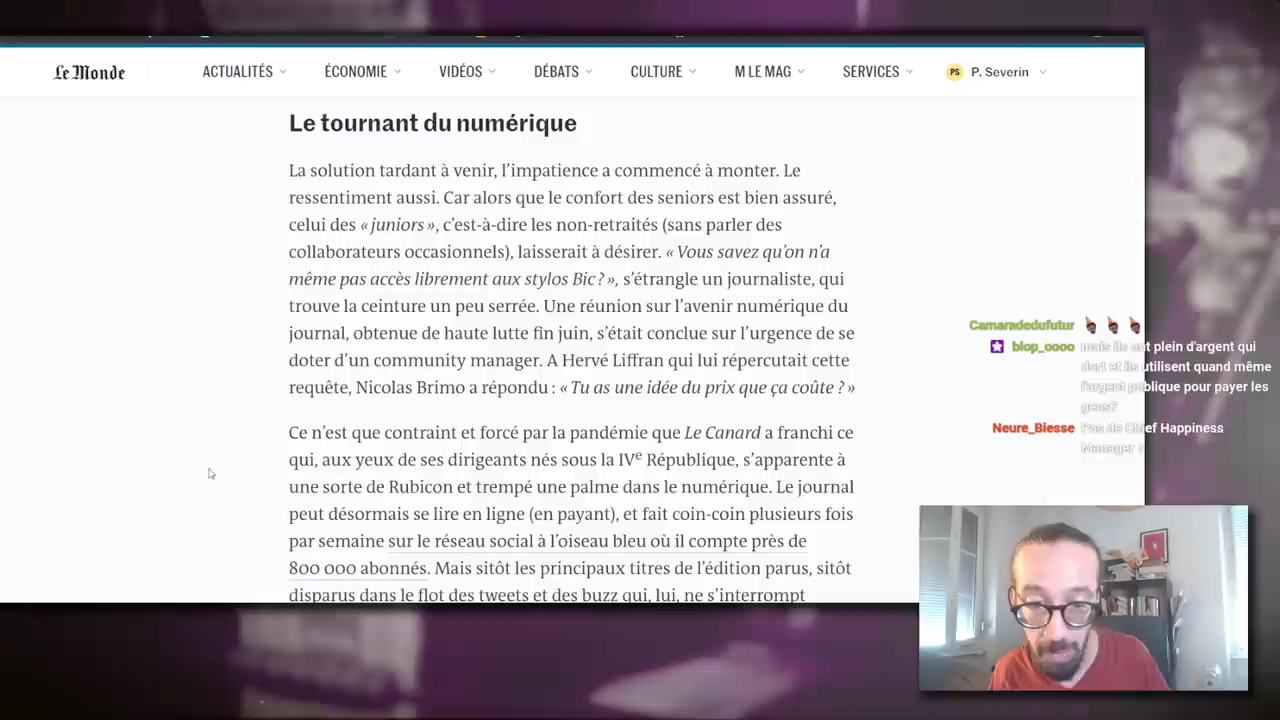 Le Monde
ACTUALITÉS
ÉCONOMIE
VIDÉOS
DÉBATS
CULTURE
M LE MAG
SERVICES
PS
P. Severin
Le tournant du numérique
La solution tardant à venir, l’impatience a commencé à monter. Le
ressentiment aussi. Car alors que le confort des seniors est bien assuré,
celui des « juniors », c’est-à-dire les non-retraités (sans parler des
collaborateurs occasionnels), laisserait à désirer. « Vous savez qu’on n’a
même pas accès librement aux stylos Bic ? », s’étrangle un journaliste, qui
trouve la ceinture un peu serrée. Une réunion sur l’avenir numérique du
journal, obtenue de haute lutte fin juin, s’était conclue sur l’urgence de se
doter d’un community manager. A Hervé Liffran qui lui répercutait cette
requête, Nicolas Brimo a répondu : « Tu as une idée du prix que ça coûte ? »
Ce n’est que contraint et forcé par la pandémie que Le Canard a franchi ce
qui, aux yeux de ses dirigeants nés sous la IVe République, s’apparente à
une sorte de Rubicon et trempé une palme dans le numérique. Le journal
peut désormais se lire en ligne (en payant), et fait coin-coin plusieurs fois
par semaine sur le réseau social à l’oiseau bleu où il compte près de
800 000 abonnés. Mais sitôt les principaux titres de l’édition parus, sitôt
disparus dans le flot des tweets et des buzz qui, lui, ne s’interrompt
Camaradedufutur
blop_oooo mais ils ont plein d'argent qui
dort et ils utilisent quand même
l'argent publique pour payer les
gens?
Neure_Biesse Pas de Chief Happiness
Manager